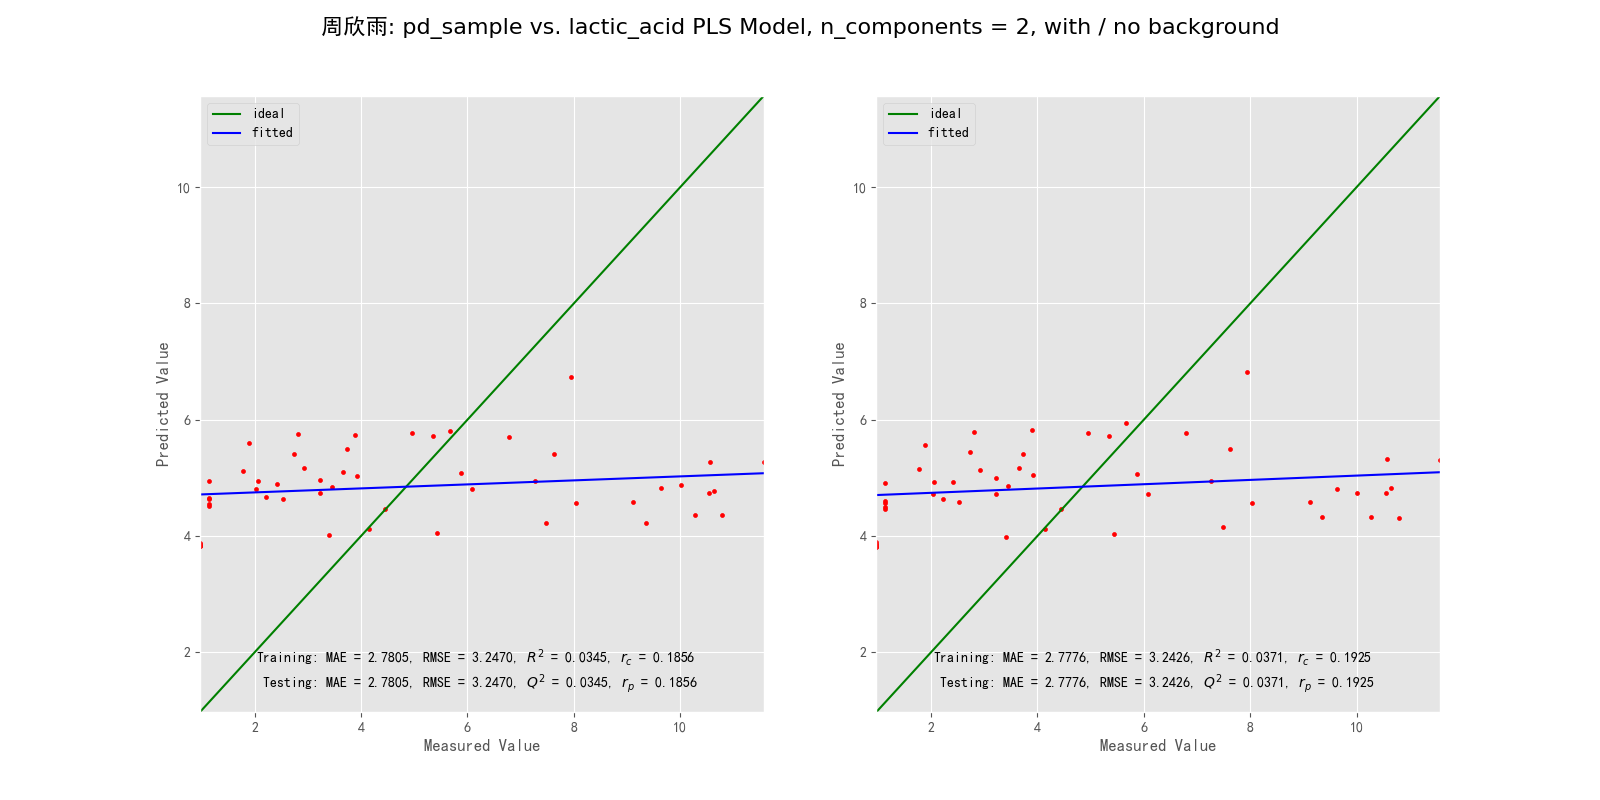 周欣雨: pd_sample vs. lactic_acid PLS Model, n_components = 2, with / no background
ideal
fitted
10
8
6
4
2
Predicted Value
Training: MAE = 2.7805, RMSE = 3.2470, R² = 0.0345, r_c = 0.1856
Testing: MAE = 2.7805, RMSE = 3.2470, Q² = 0.0345, r_p = 0.1856
2 4 6 8 10
Measured Value
ideal
fitted
10
8
6
4
2
Predicted Value
Training: MAE = 2.7776, RMSE = 3.2426, R² = 0.0371, r_c = 0.1925
Testing: MAE = 2.7776, RMSE = 3.2426, Q² = 0.0371, r_p = 0.1925
2 4 6 8 10
Measured Value